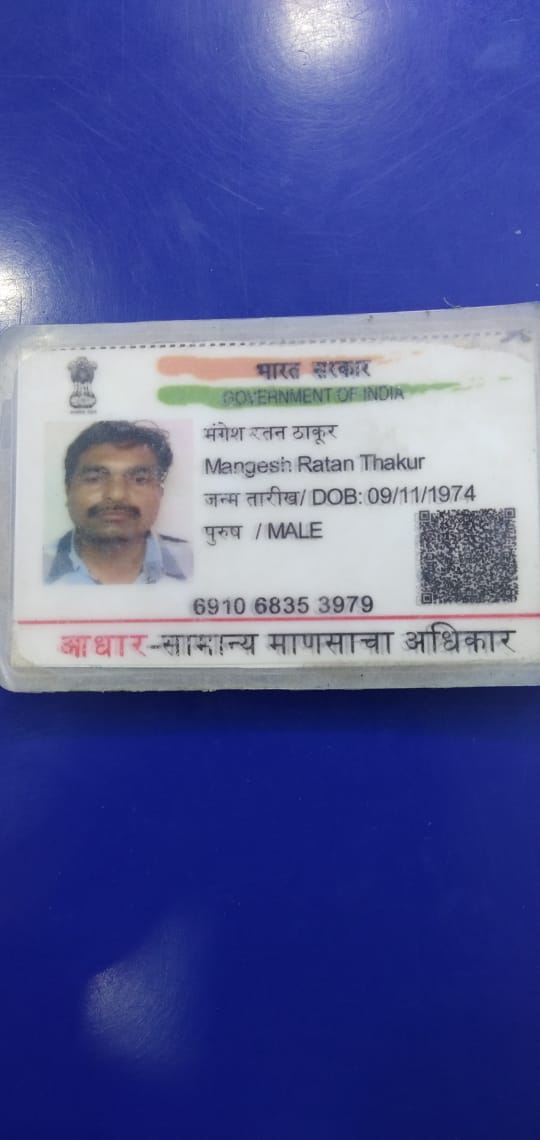 भारत सरकार
GOVERNMENT OF INDIA
मंगेश रतन ठाकूर
Mangesh Ratan Thakur
जन्म तारीख/ DOB: 09/11/1974
पुरुष / MALE
6910 6835 3979
आधार-सामान्य माणसाचा अधिकार